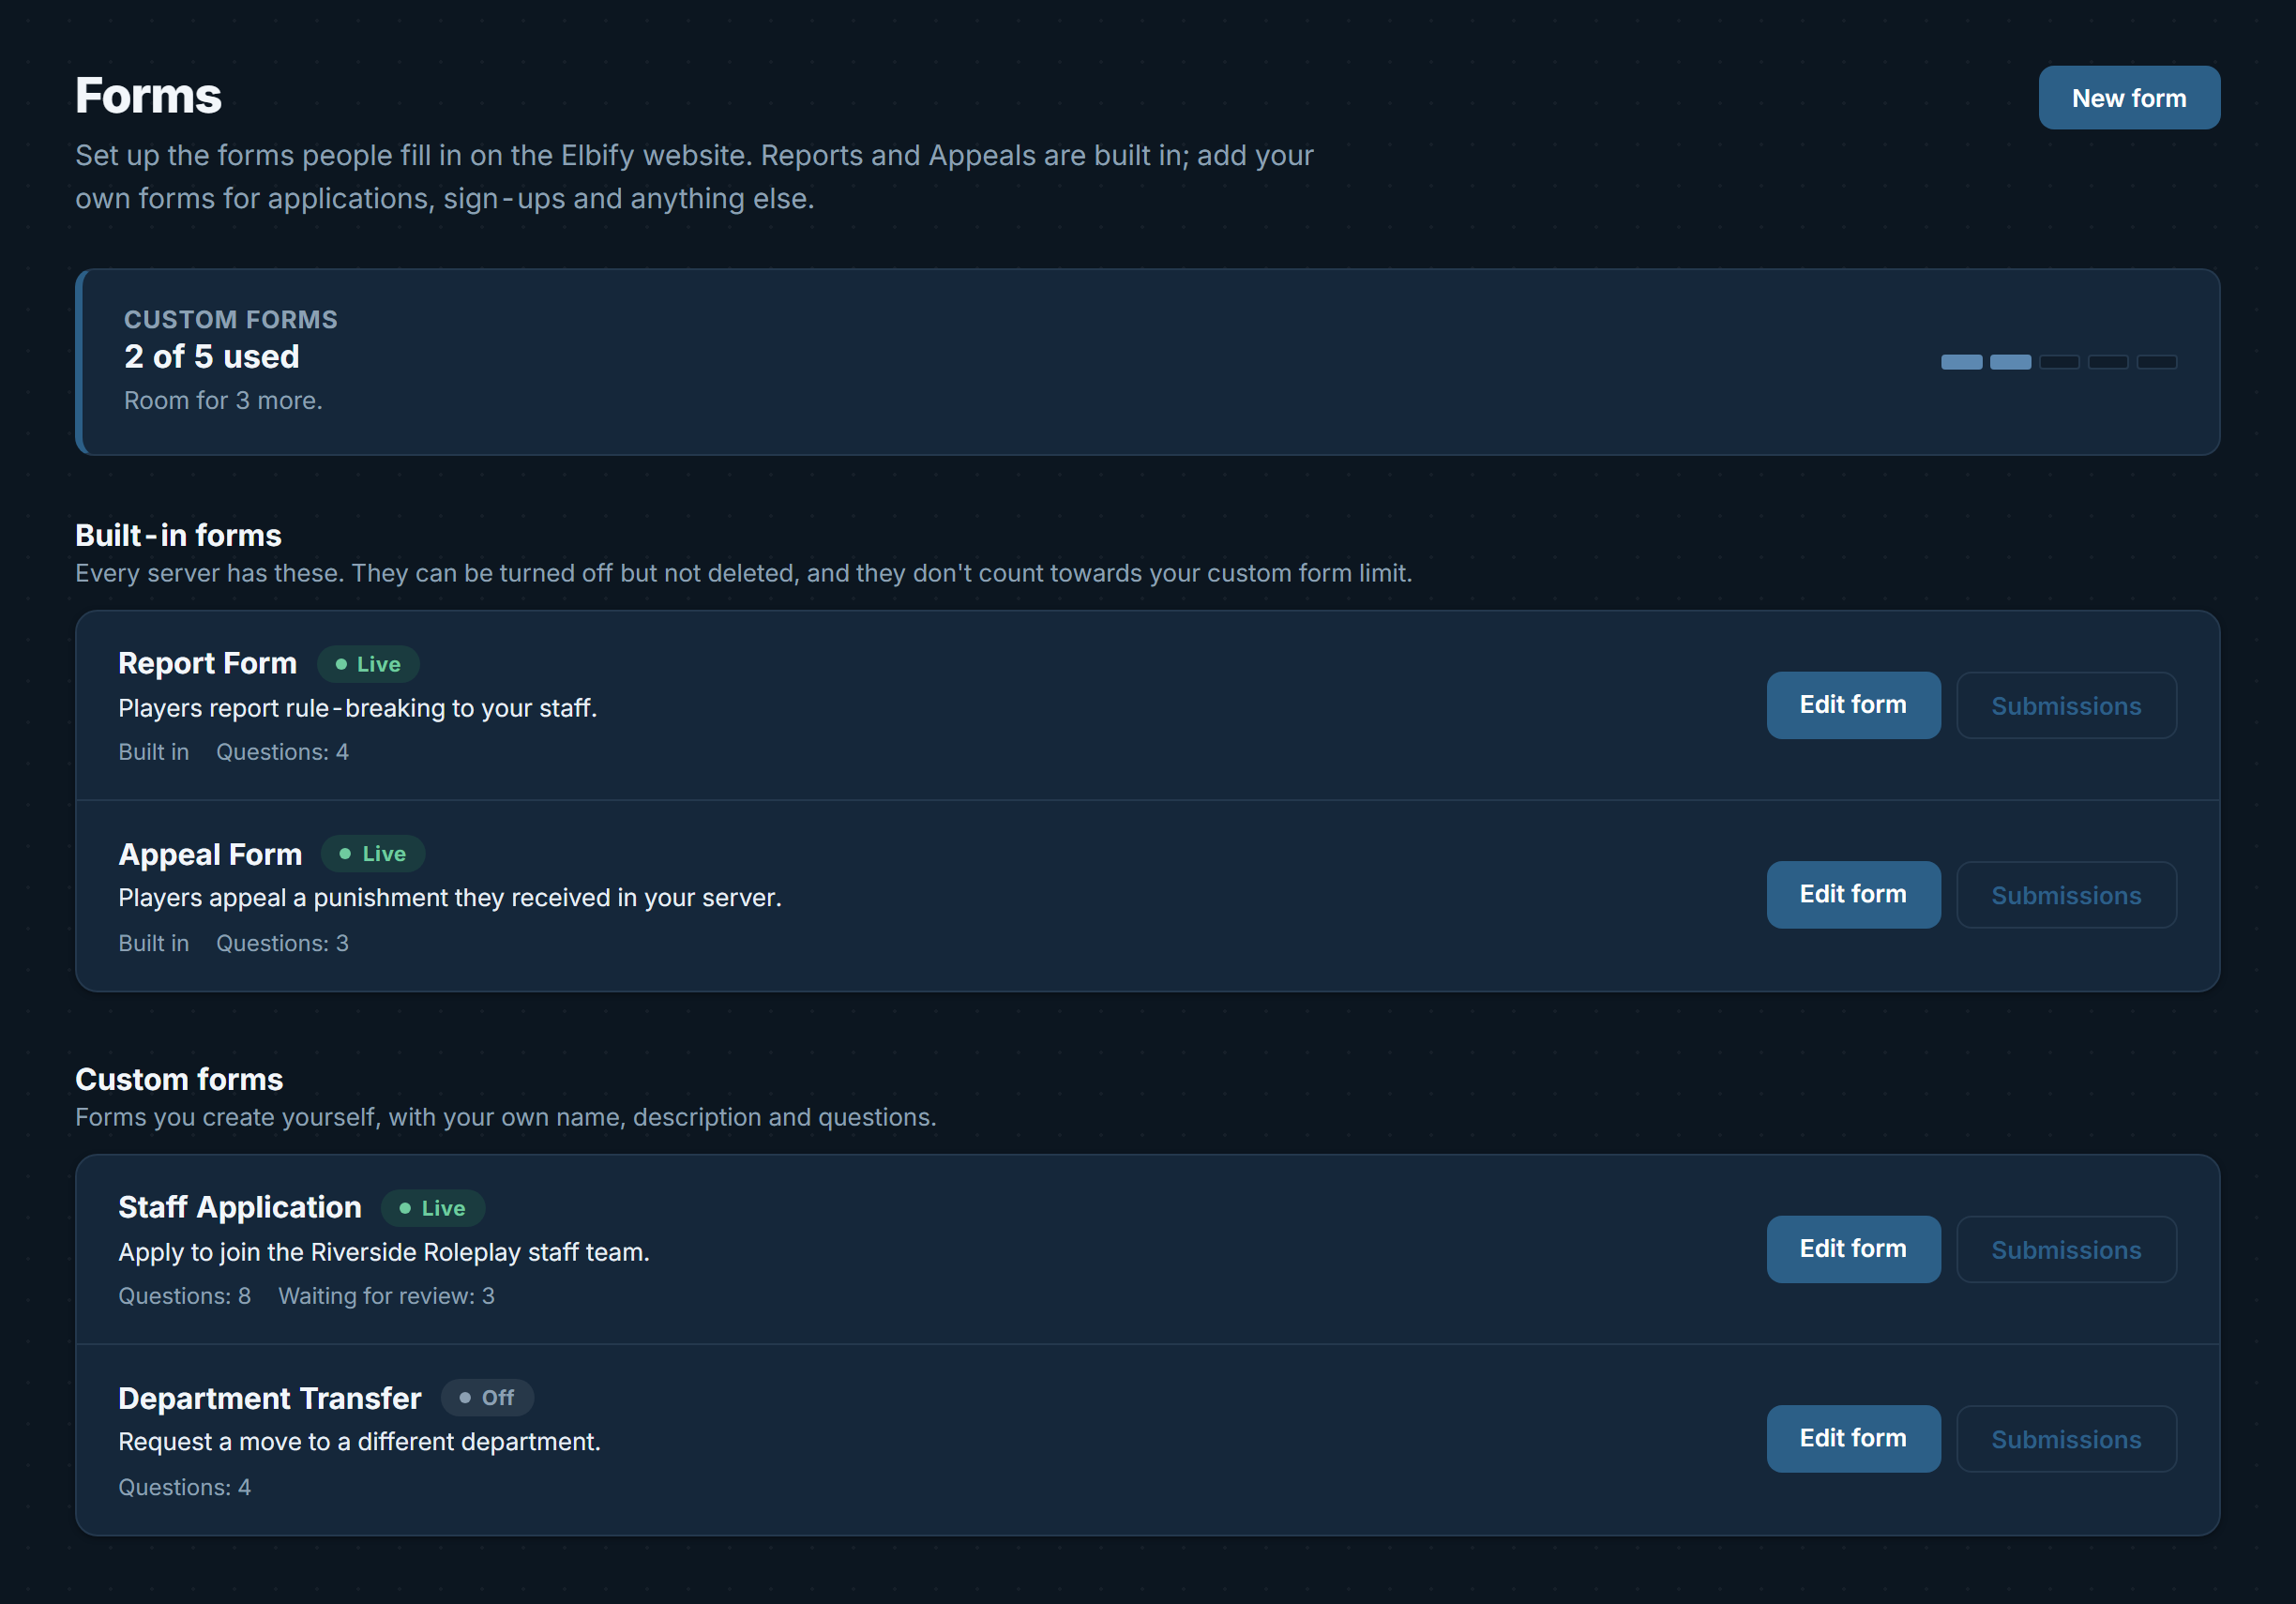 Forms
New form
Set up the forms people fill in on the Elbify website. Reports and Appeals are built in; add your
own forms for applications, sign-ups and anything else.
CUSTOM FORMS
2 of 5 used
Room for 3 more.
Built-in forms
Every server has these. They can be turned off but not deleted, and they don't count towards your custom form limit.
Report Form
Live
Players report rule-breaking to your staff.
Built in Questions: 4
Edit form
Submissions
Appeal Form
Live
Players appeal a punishment they received in your server.
Built in Questions: 3
Edit form
Submissions
Custom forms
Forms you create yourself, with your own name, description and questions.
Staff Application
Live
Apply to join the Riverside Roleplay staff team.
Questions: 8 Waiting for review: 3
Edit form
Submissions
Department Transfer
Off
Request a move to a different department.
Questions: 4
Edit form
Submissions